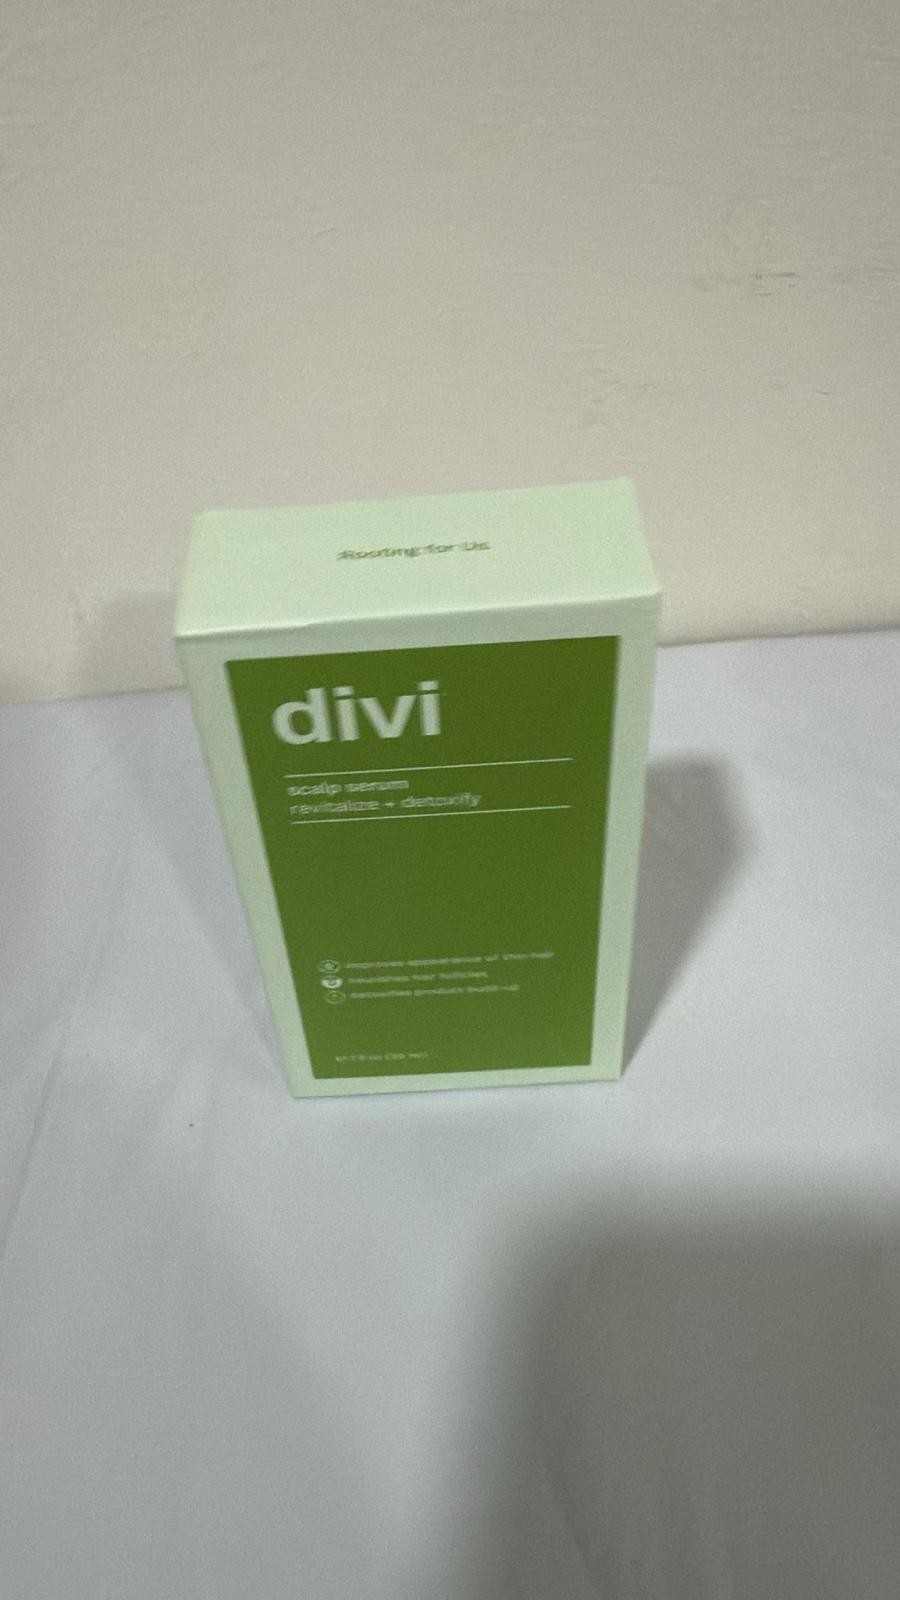 Rooting for Us
divi
scalp serum
revitalize + detoxify
improves appearance of thin hair
nourishes hair follicles
detoxifies product build-up